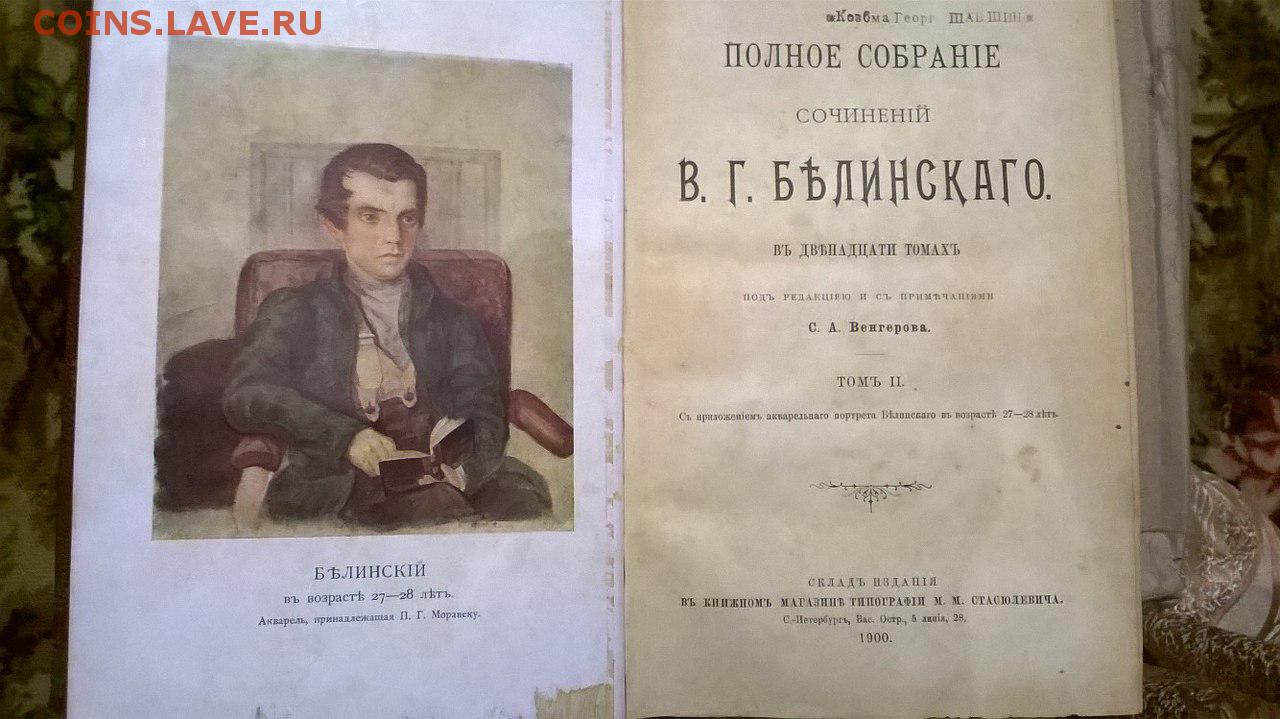 COINS.LAVE.RU
БѢЛИНСКІЙ
въ возрастѣ 27—28 лѣтъ.
Акварель, принадлежащая П. Г. Моравеку.
Георг ШАБШИН
ПОЛНОЕ СОБРАНІЕ
СОЧИНЕНІЙ
В. Г. БѢЛИНСКАГО.
ВЪ ДВѢНАДЦАТИ ТОМАХЪ
ПОДЪ РЕДАКЦІЕЮ И СЪ ПРИМѢЧАНІЯМИ
С. А. Венгерова.
ТОМЪ II.
Съ приложеніемъ акварельнаго портрета Бѣлинскаго въ возрастѣ 27—28 лѣтъ.
СКЛАДЪ ИЗДАНІЯ
ВЪ КНИЖНОМЪ МАГАЗИНѢ ТИПОГРАФІИ М. М. СТАСЮЛЕВИЧА.
С.-Петербургъ, Вас. Остр., 5 линія, 28.
1900.